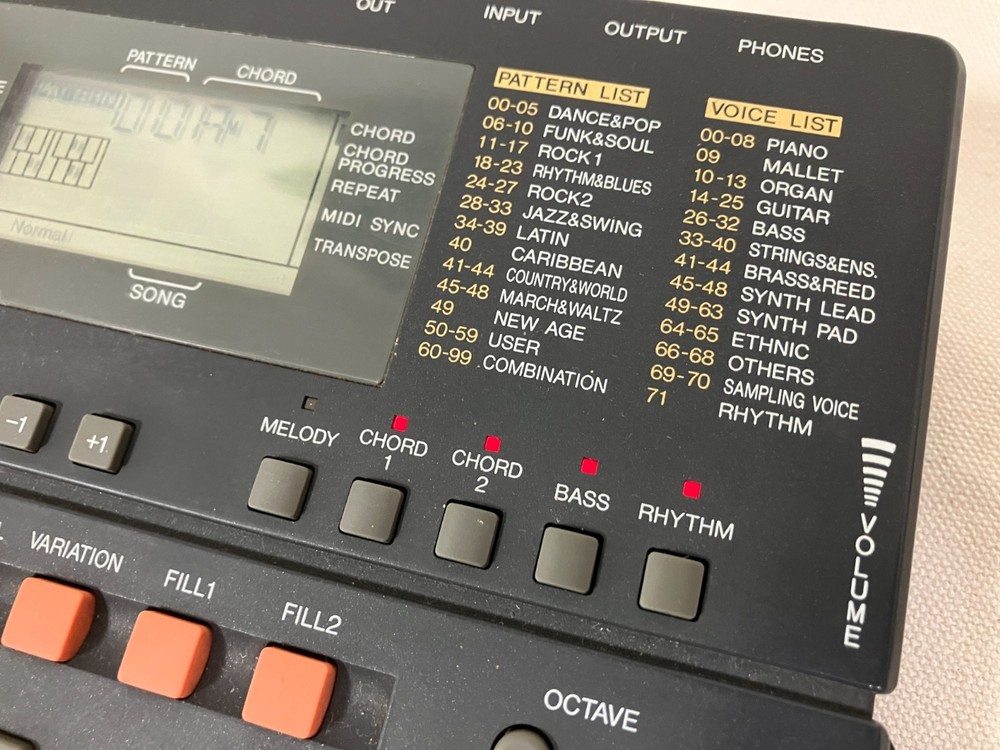 OUT
INPUT
OUTPUT
PHONES
PATTERN
CHORD
CHORD
CHORD
PROGRESS
REPEAT
MIDI SYNC
TRANSPOSE
Normal
SONG
PATTERN LIST
00-05 DANCE&POP
06-10 FUNK&SOUL
11-17 ROCK1
18-23 RHYTHM&BLUES
24-27 ROCK2
28-33 JAZZ&SWING
34-39 LATIN
40 CARIBBEAN
41-44 COUNTRY&WORLD
45-48 MARCH&WALTZ
49 NEW AGE
50-59 USER
60-99 COMBINATION
VOICE LIST
00-08 PIANO
09 MALLET
10-13 ORGAN
14-25 GUITAR
26-32 BASS
33-40 STRINGS&ENS.
41-44 BRASS&REED
45-48 SYNTH LEAD
49-63 SYNTH PAD
64-65 ETHNIC
66-68 OTHERS
69-70 SAMPLING VOICE
71 RHYTHM
-1
+1
MELODY
CHORD
1
CHORD
2
BASS
RHYTHM
VOLUME
VARIATION
FILL1
FILL2
OCTAVE